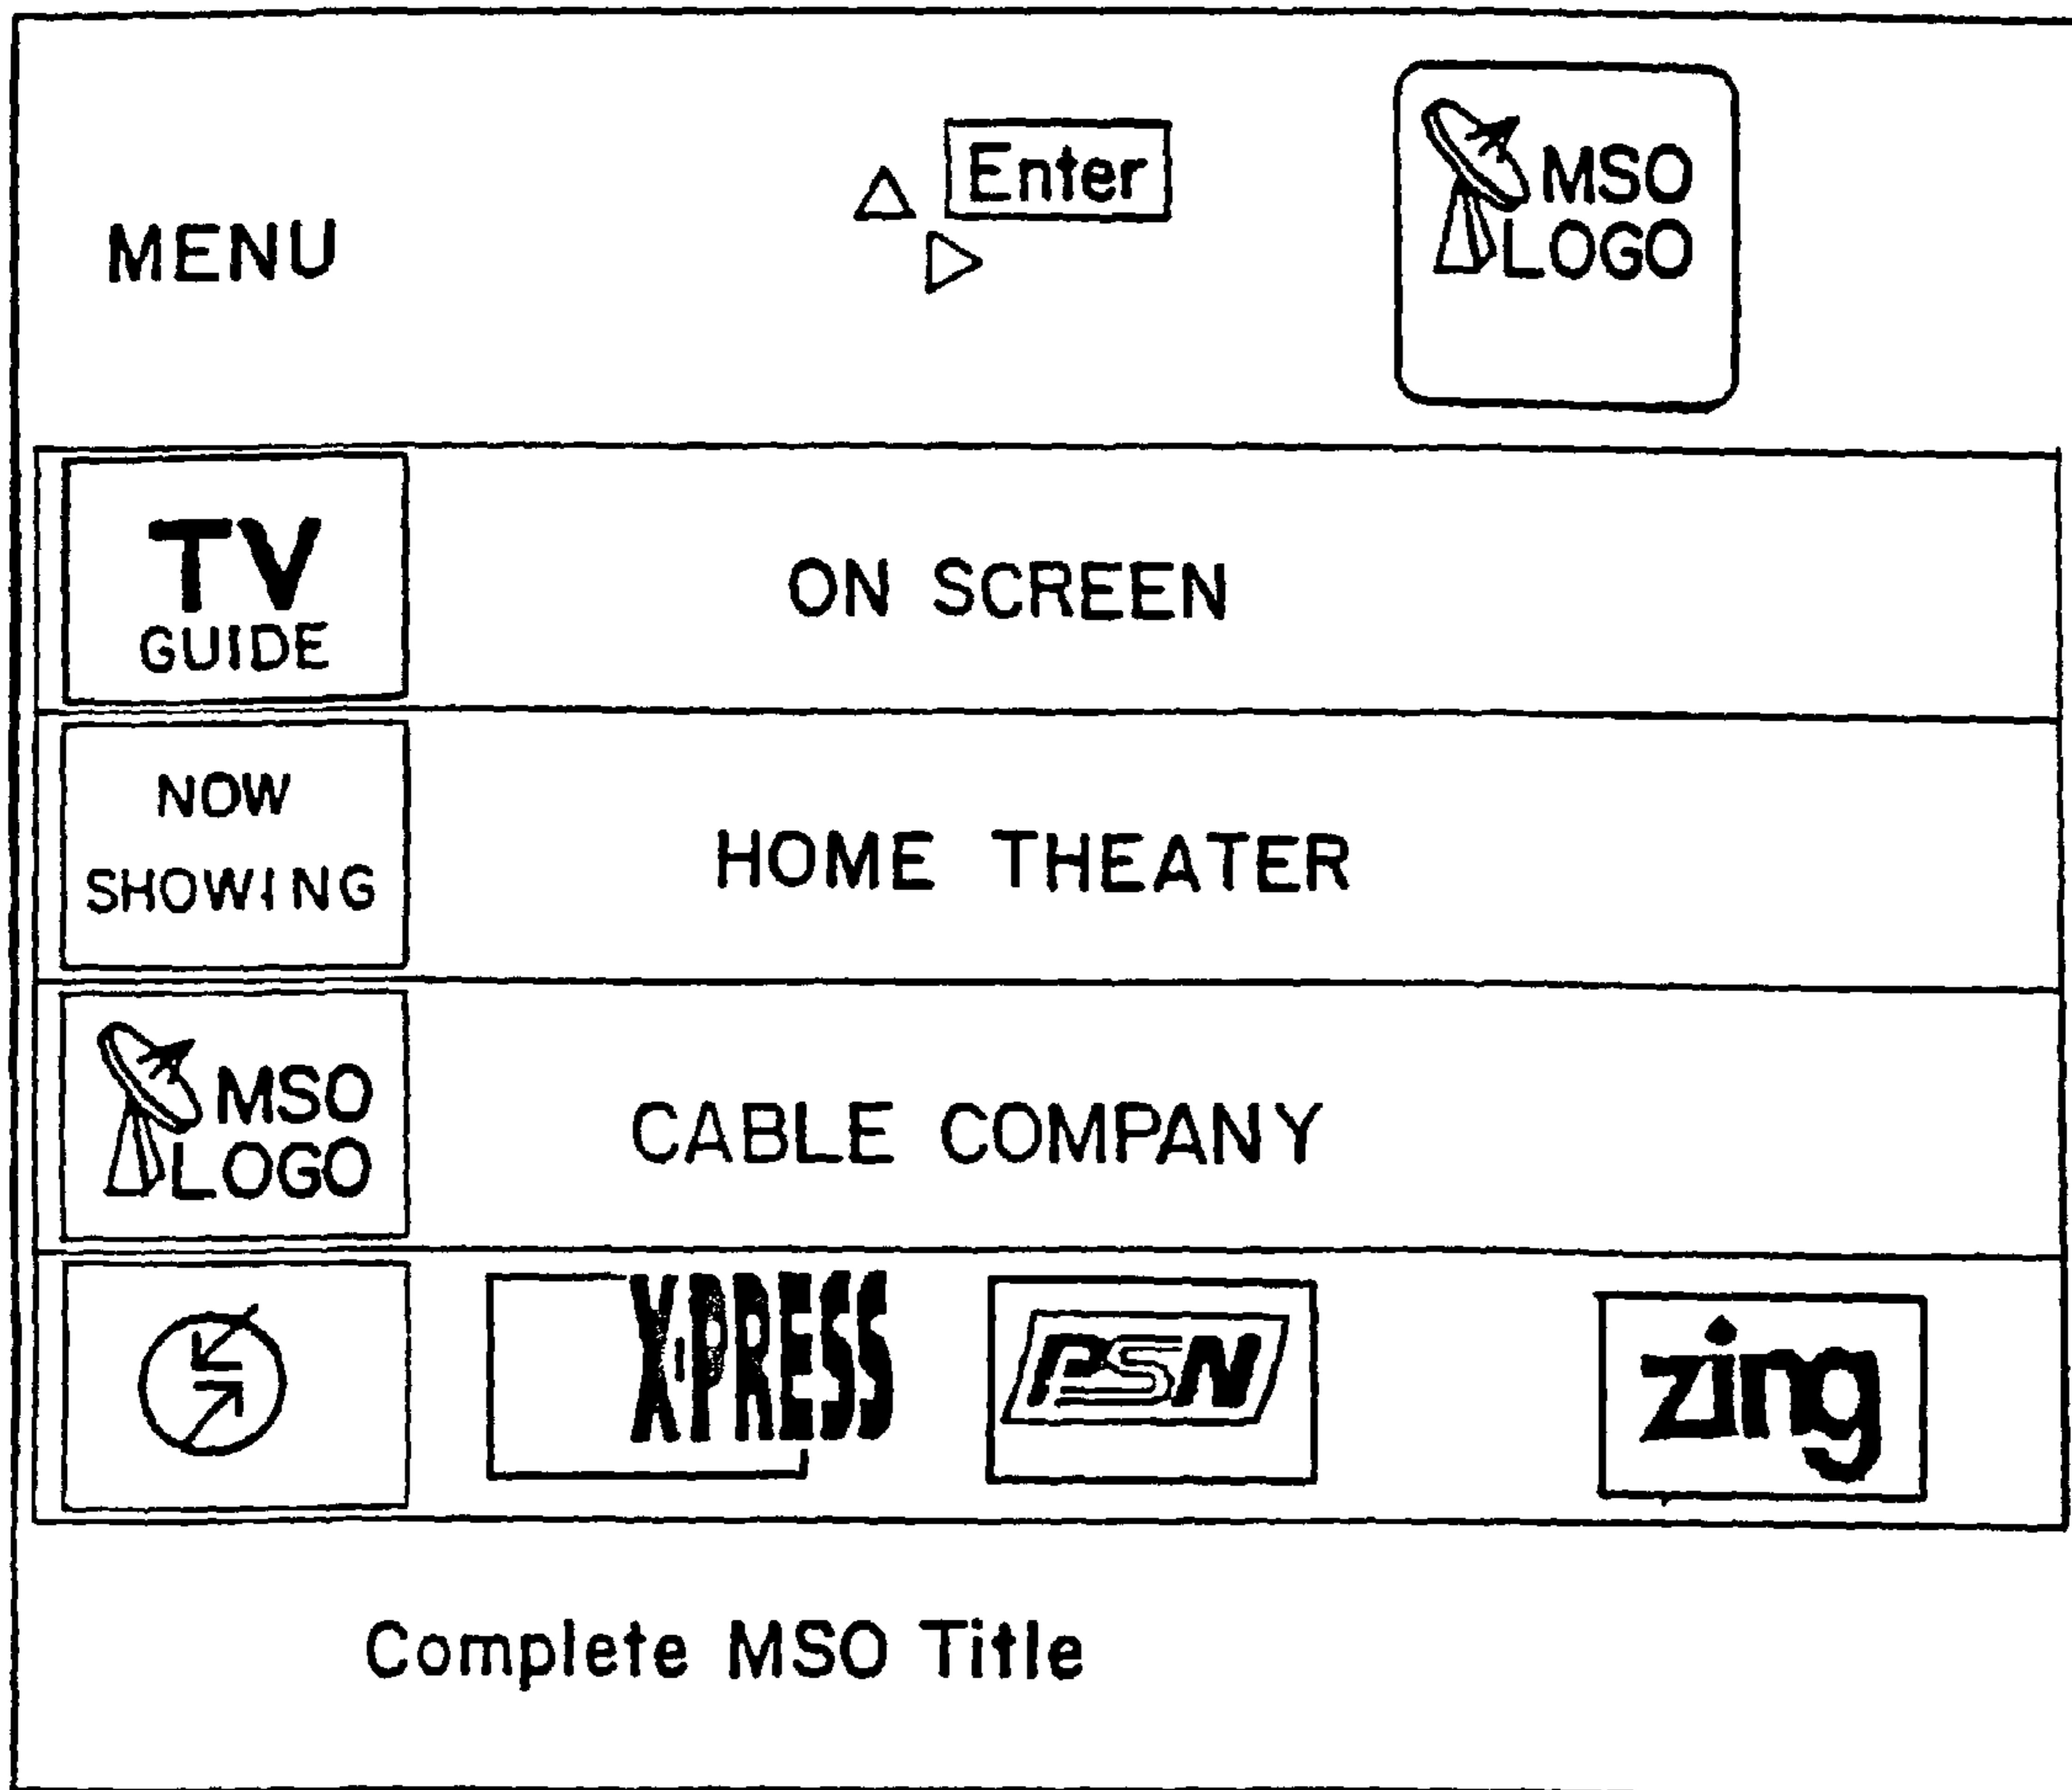 MENU
Enter
MSO
LOGO
TV
GUIDE
ON SCREEN
NOW
SHOWING
HOME THEATER
MSO
LOGO
CABLE COMPANY
X·PRESS
PSN
zing
Complete MSO Title